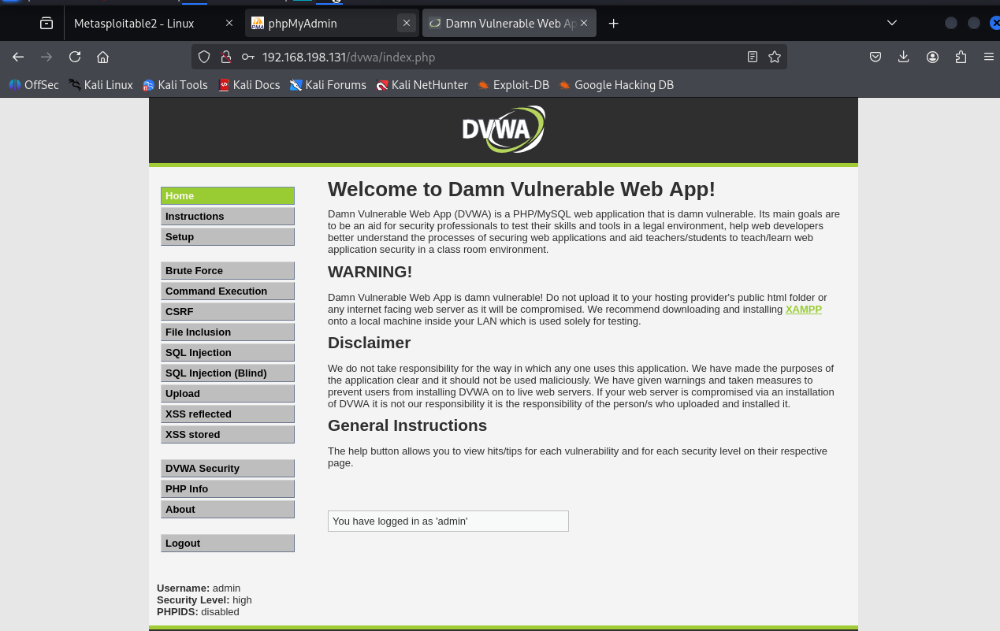 Metasploitable2 - Linux
phpMyAdmin
Damn Vulnerable Web Ap
192.168.198.131/dvwa/index.php
OffSec Kali Linux Kali Tools Kali Docs Kali Forums Kali NetHunter Exploit-DB Google Hacking DB
DVWA
Home
Instructions
Setup
Brute Force
Command Execution
CSRF
File Inclusion
SQL Injection
SQL Injection (Blind)
Upload
XSS reflected
XSS stored
DVWA Security
PHP Info
About
Logout
Username: admin
Security Level: high
PHPIDS: disabled
Welcome to Damn Vulnerable Web App!
Damn Vulnerable Web App (DVWA) is a PHP/MySQL web application that is damn vulnerable. Its main goals are
to be an aid for security professionals to test their skills and tools in a legal environment, help web developers
better understand the processes of securing web applications and aid teachers/students to teach/learn web
application security in a class room environment.
WARNING!
Damn Vulnerable Web App is damn vulnerable! Do not upload it to your hosting provider's public html folder or
any internet facing web server as it will be compromised. We recommend downloading and installing XAMPP
onto a local machine inside your LAN which is used solely for testing.
Disclaimer
We do not take responsibility for the way in which any one uses this application. We have made the purposes of
the application clear and it should not be used maliciously. We have given warnings and taken measures to
prevent users from installing DVWA on to live web servers. If your web server is compromised via an installation
of DVWA it is not our responsibility it is the responsibility of the person/s who uploaded and installed it.
General Instructions
The help button allows you to view hits/tips for each vulnerability and for each security level on their respective
page.
You have logged in as 'admin'